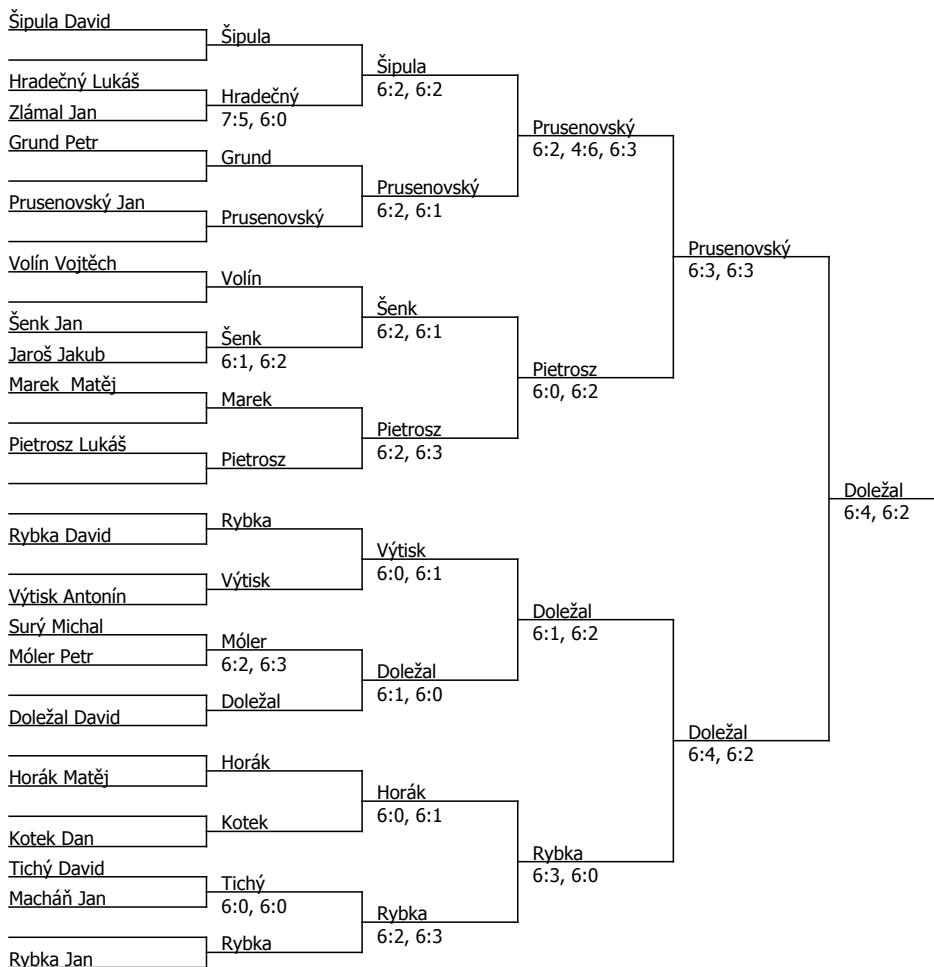 Šipula David
Šipula
Šipula
6:2, 6:2
Hradečný Lukáš
Hradečný
7:5, 6:0
Zlámal Jan
Prusenovský
6:2, 4:6, 6:3
Grund Petr
Grund
Prusenovský
6:2, 6:1
Prusenovský Jan
Prusenovský
Prusenovský
6:3, 6:3
Volín Vojtěch
Volín
Šenk
6:2, 6:1
Šenk Jan
Šenk
6:1, 6:2
Jaroš Jakub
Pietrosz
6:0, 6:2
Marek  Matěj
Marek
Pietrosz
6:2, 6:3
Pietrosz Lukáš
Pietrosz
Doležal
6:4, 6:2
Rybka David
Rybka
Výtisk
6:0, 6:1
Výtisk Antonín
Výtisk
Doležal
6:1, 6:2
Surý Michal
Móler
6:2, 6:3
Móler Petr
Doležal
6:1, 6:0
Doležal David
Doležal
Doležal
6:4, 6:2
Horák Matěj
Horák
Horák
6:0, 6:1
Kotek Dan
Kotek
Rybka
6:3, 6:0
Tichý David
Tichý
6:0, 6:0
Macháň Jan
Rybka
6:2, 6:3
Rybka Jan
Rybka